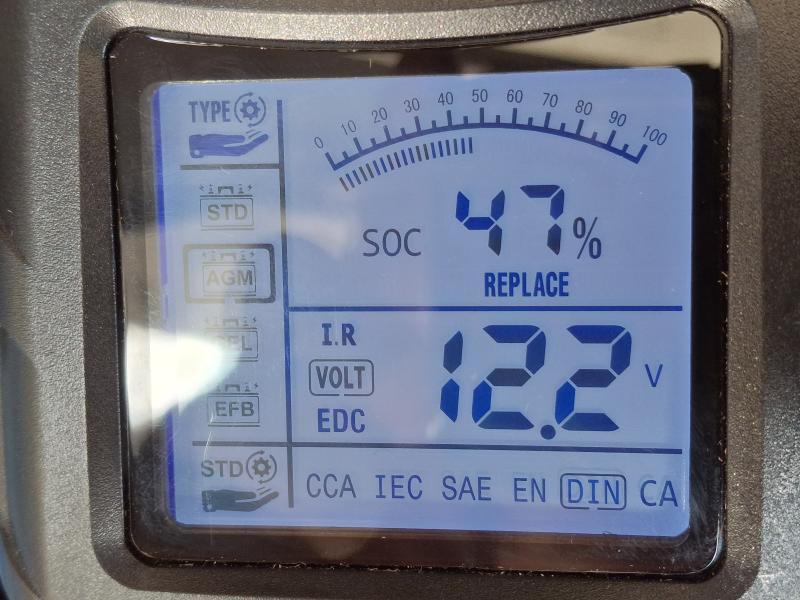 TYPE
0 10 20 30 40 50 60 70 80 90 100
STD
AGM
EFB
SOC 47%
REPLACE
I.R
VOLT
EDC
12.2 V
STD
CCA IEC SAE EN DIN CA